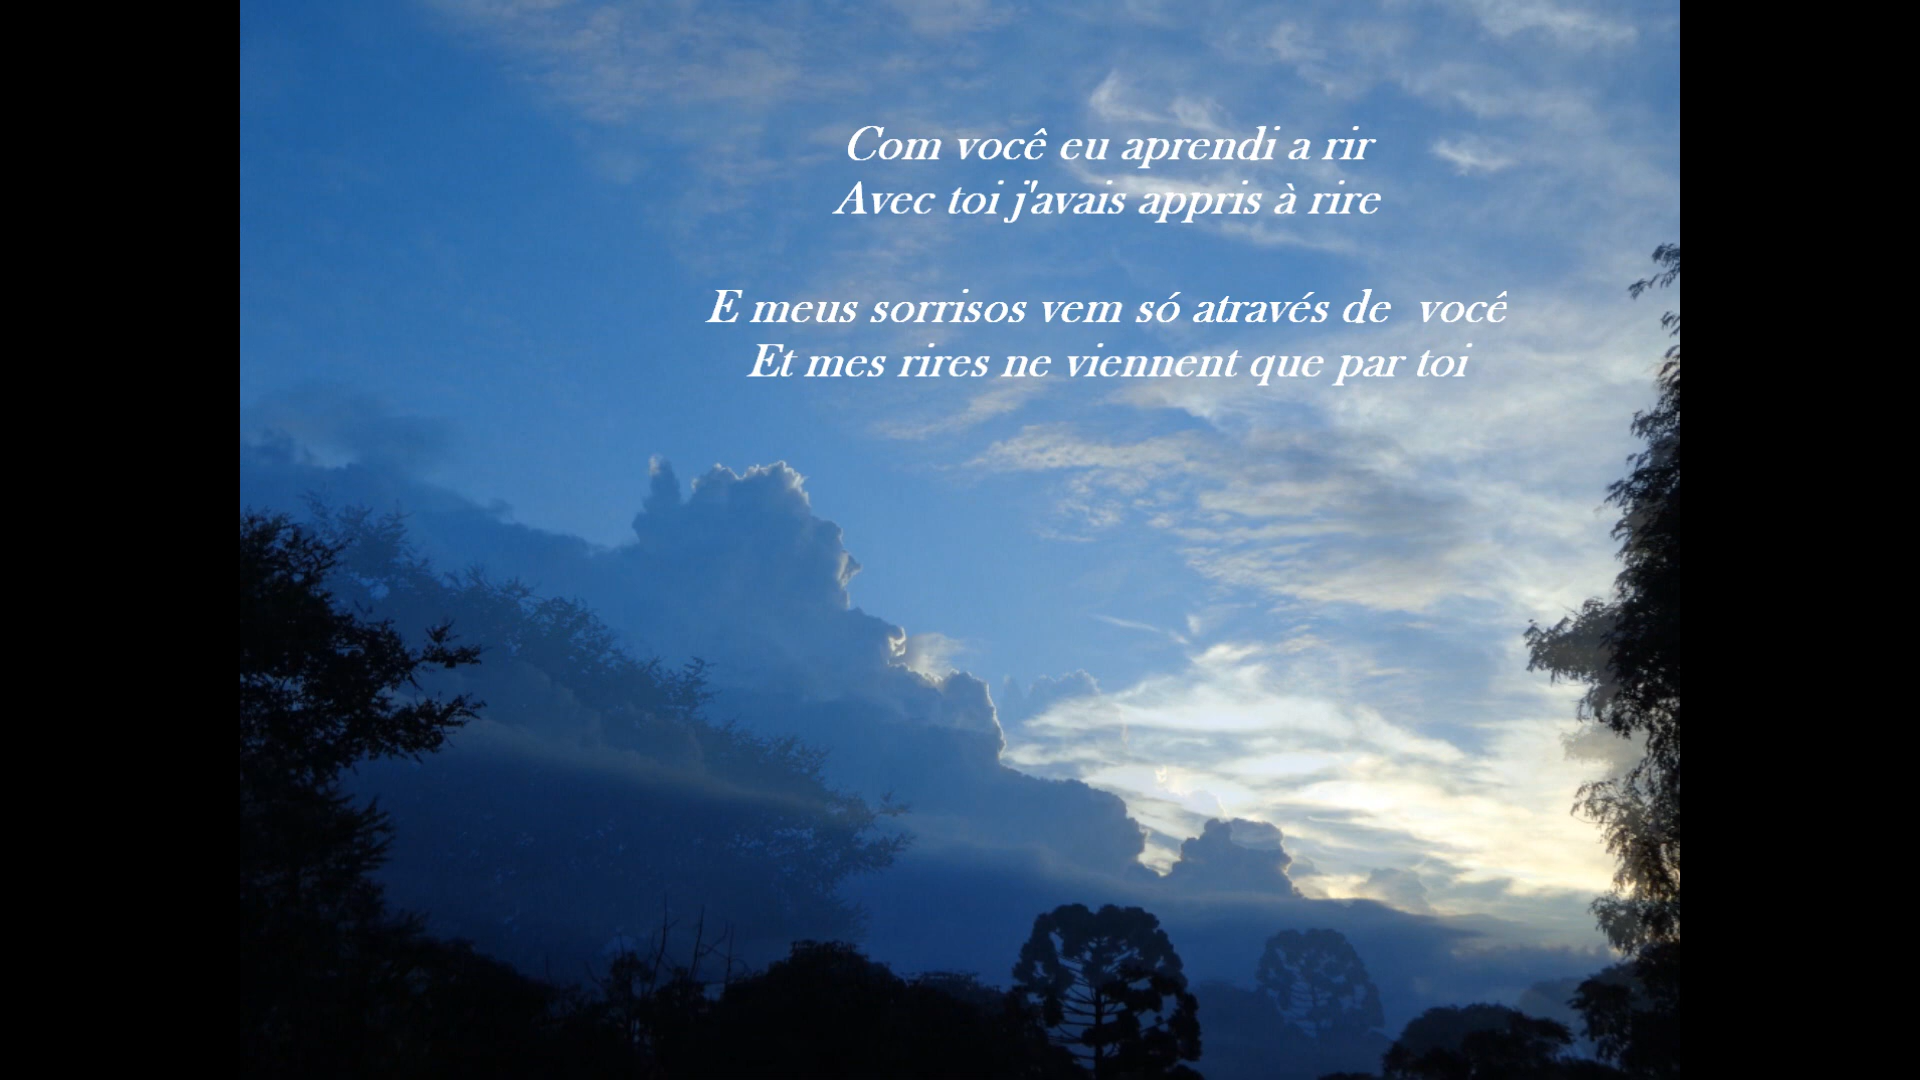 Com você eu aprendi a rir
Avec toi j'avais appris à rire
E meus sorrisos vem só através de  você
Et mes rires ne viennent que par toi